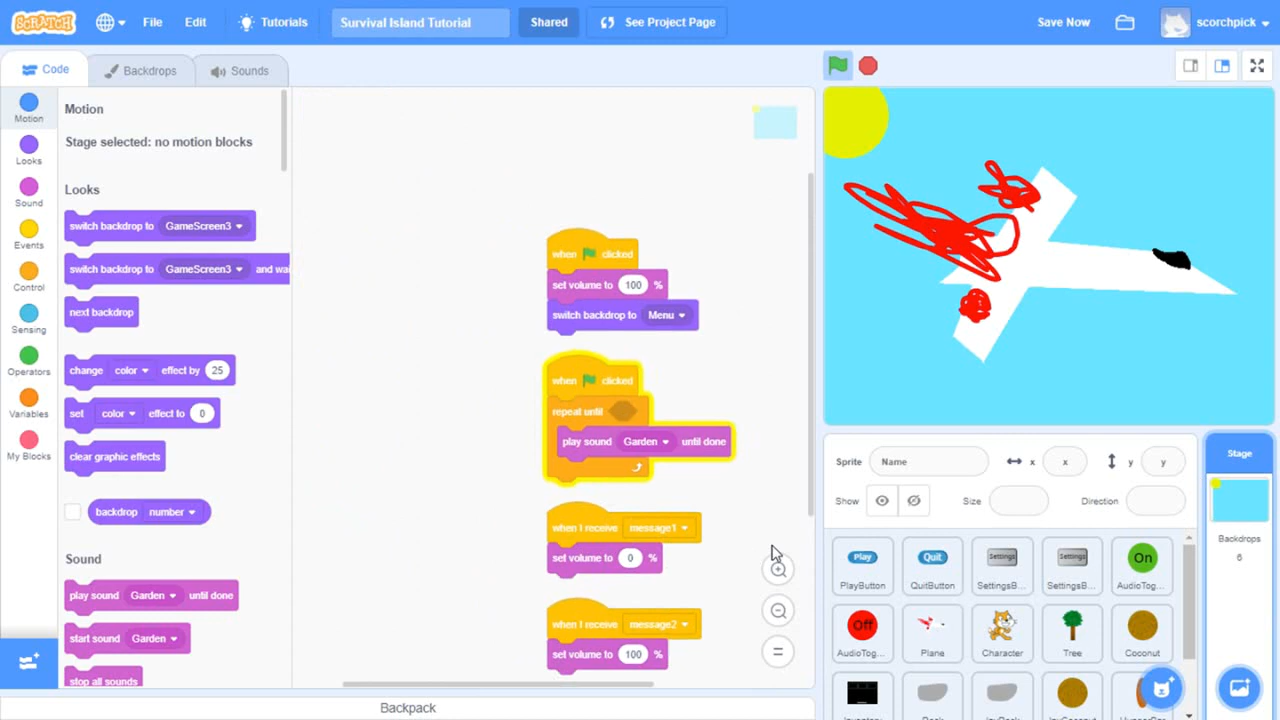 SCRATCH
File
Edit
Tutorials
Survival Island Tutorial
Shared
See Project Page
Save Now
scorchpick
Code
Backdrops
Sounds
Motion
Looks
Sound
Events
Control
Sensing
Operators
Variables
My Blocks
Motion
Stage selected: no motion blocks
Looks
switch backdrop to GameScreen3
switch backdrop to GameScreen3 and wa
next backdrop
change color effect by 25
set color effect to 0
clear graphic effects
backdrop number
Sound
play sound Garden until done
start sound Garden
stop all sounds
when clicked
set volume to 100 %
switch backdrop to Menu
when clicked
repeat until
play sound Garden until done
when I receive message1
set volume to 0 %
when I receive message2
set volume to 100 %
Backpack
Sprite Name x x y y
Show Size Direction
Stage
Backdrops
6
Play
PlayButton
Quit
QuitButton
Settings
SettingsB...
Settings
SettingsB...
On
AudioTog...
Off
AudioTog...
Plane
Character
Tree
Coconut